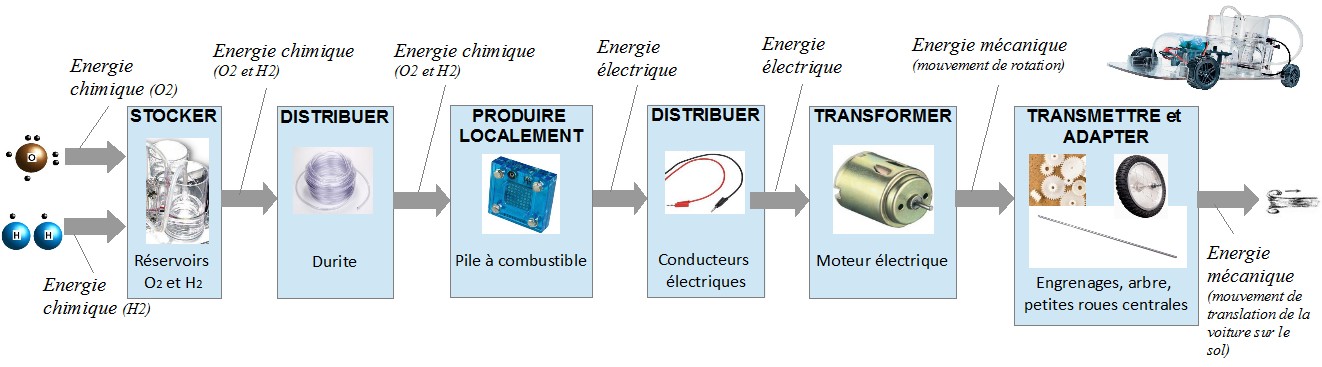 Energie
chimique (O2)
O
H H
Energie
chimique (H2)
STOCKER
Réservoirs
O2 et H2
Energie chimique
(O2 et H2)
DISTRIBUER
Durite
Energie chimique
(O2 et H2)
PRODUIRE
LOCALEMENT
Pile à combustible
Energie
électrique
DISTRIBUER
Conducteurs
électriques
Energie
électrique
TRANSFORMER
Moteur électrique
Energie mécanique
(mouvement de rotation)
TRANSMETTRE et
ADAPTER
Engrenages, arbre,
petites roues centrales
Energie
mécanique
(mouvement de
translation de la
voiture sur le
sol)